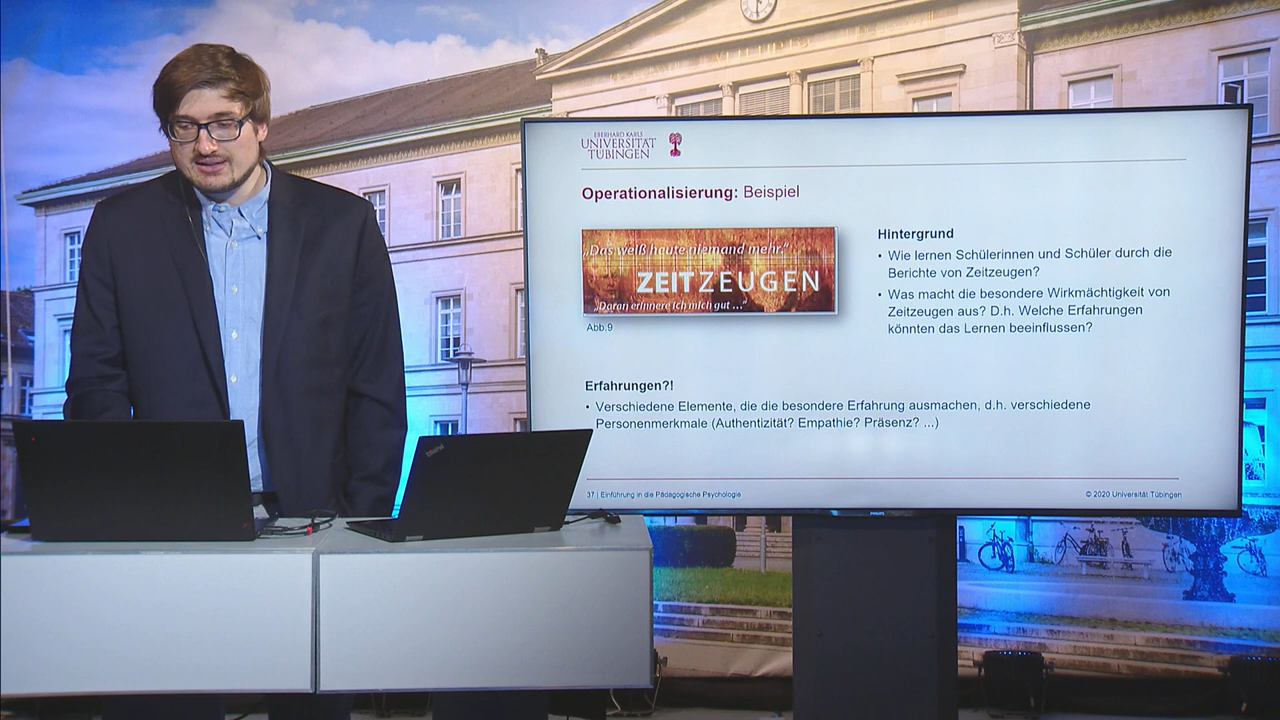 EBERHARD KARLS
UNIVERSITÄT
TÜBINGEN
Operationalisierung: Beispiel
„Das weiß heute niemand mehr.“
ZEITZEUGEN
„Daran erinnere ich mich gut ...“
Abb.9
Hintergrund
• Wie lernen Schülerinnen und Schüler durch die
Berichte von Zeitzeugen?
• Was macht die besondere Wirkmächtigkeit von
Zeitzeugen aus? D.h. Welche Erfahrungen
könnten das Lernen beeinflussen?
Erfahrungen?!
• Verschiedene Elemente, die die besondere Erfahrung ausmachen, d.h. verschiedene
Personenmerkmale (Authentizität? Empathie? Präsenz? ...)
37 | Einführung in die Pädagogische Psychologie
© 2020 Universität Tübingen
PHILIPS
ThinkPad